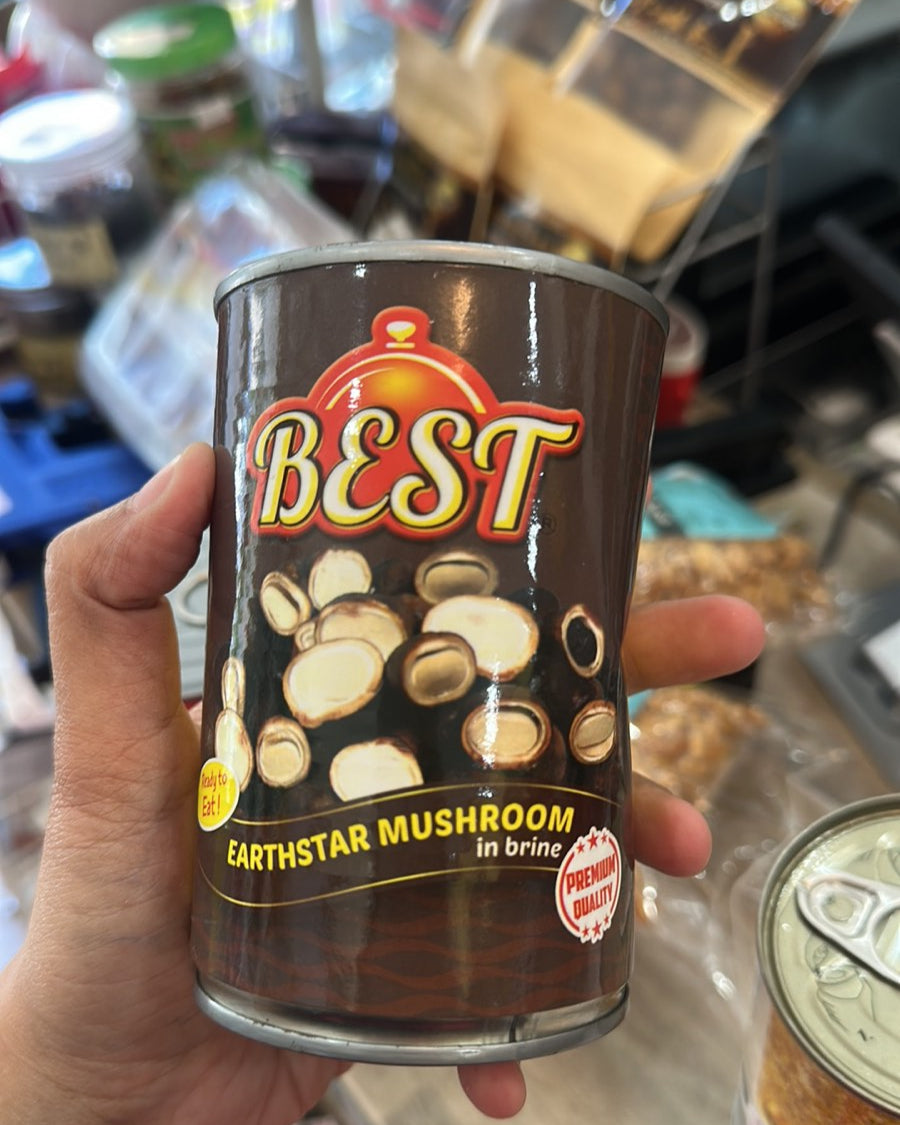 BEST
®
Ready to
Eat!
EARTHSTAR MUSHROOM
in brine
PREMIUM
QUALITY